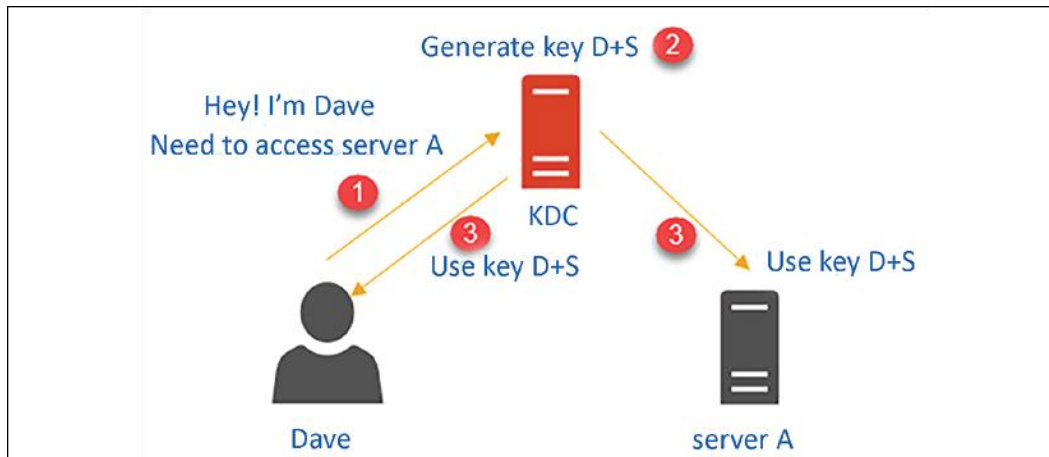 Generate key D+S 2
Hey! I'm Dave
Need to access server A
1
KDC
3
Use key D+S
3
Use key D+S
Dave
server A